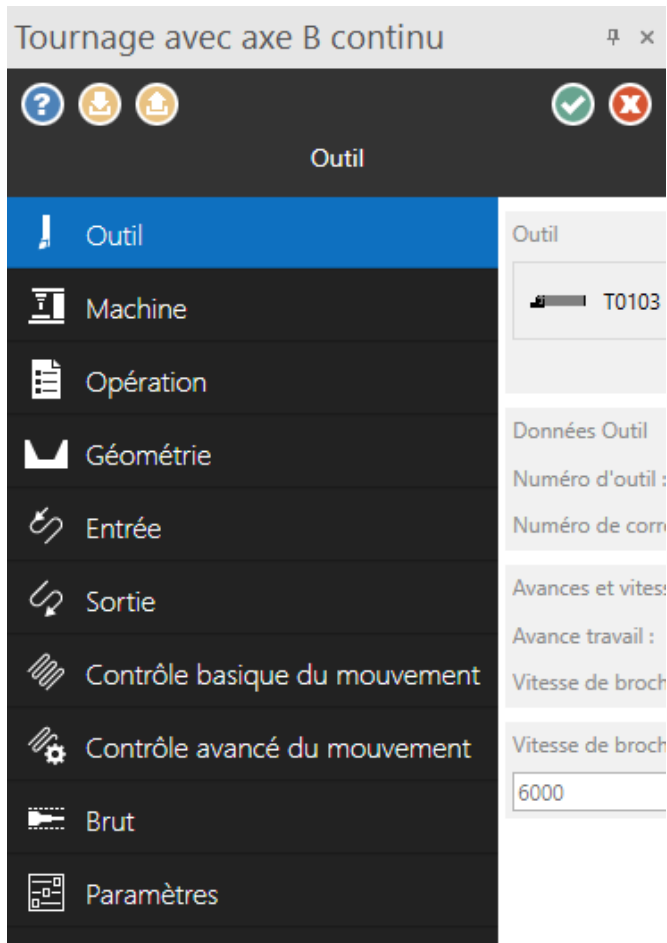 Tournage avec axe B continu
Outil
Outil
Machine
Opération
Géométrie
Entrée
Sortie
Contrôle basique du mouvement
Contrôle avancé du mouvement
Brut
Paramètres
Outil
T0103
Données Outil
Numéro d'outil :
Numéro de corre
Avances et vitess
Avance travail :
Vitesse de broch
Vitesse de broch
6000